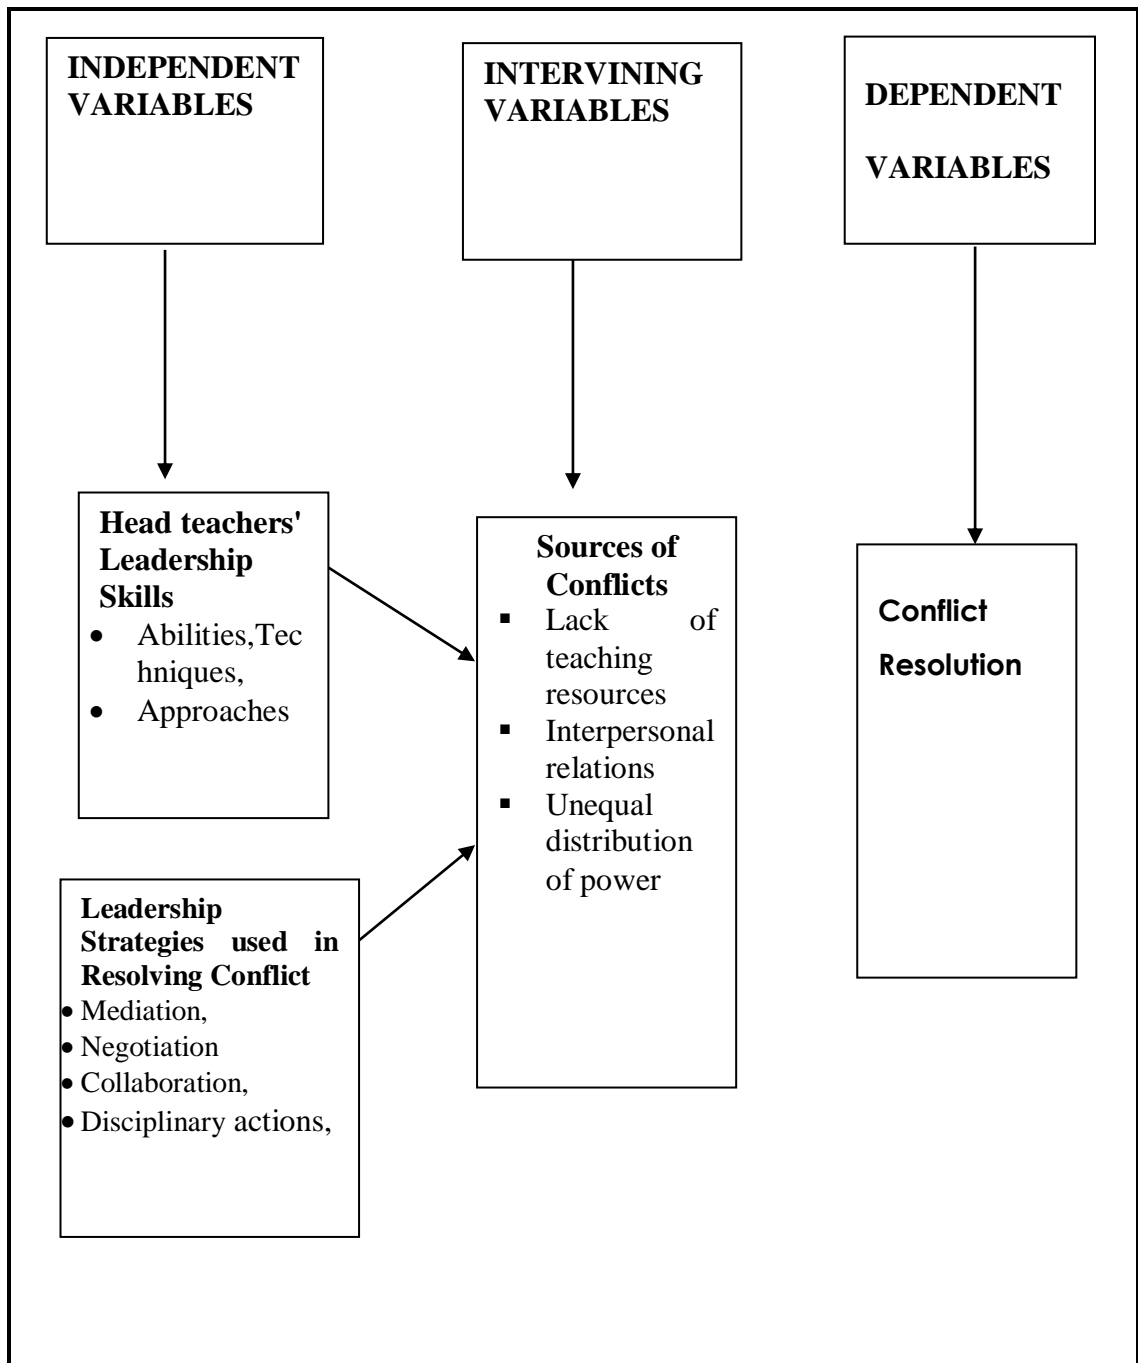 INDEPENDENT
VARIABLES
INTERVINING
VARIABLES
DEPENDENT
VARIABLES
Head teachers'
Leadership
Skills
• Abilities,Tec
hniques,
• Approaches
Leadership
Strategies used in
Resolving Conflict
• Mediation,
• Negotiation
• Collaboration,
• Disciplinary actions,
Sources of
Conflicts
▪ Lack of
teaching
resources
▪ Interpersonal
relations
▪ Unequal
distribution
of power
Conflict
Resolution